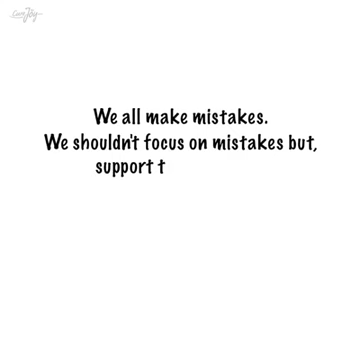 We all make mistakes.
We shouldn't focus on mistakes but,
support t